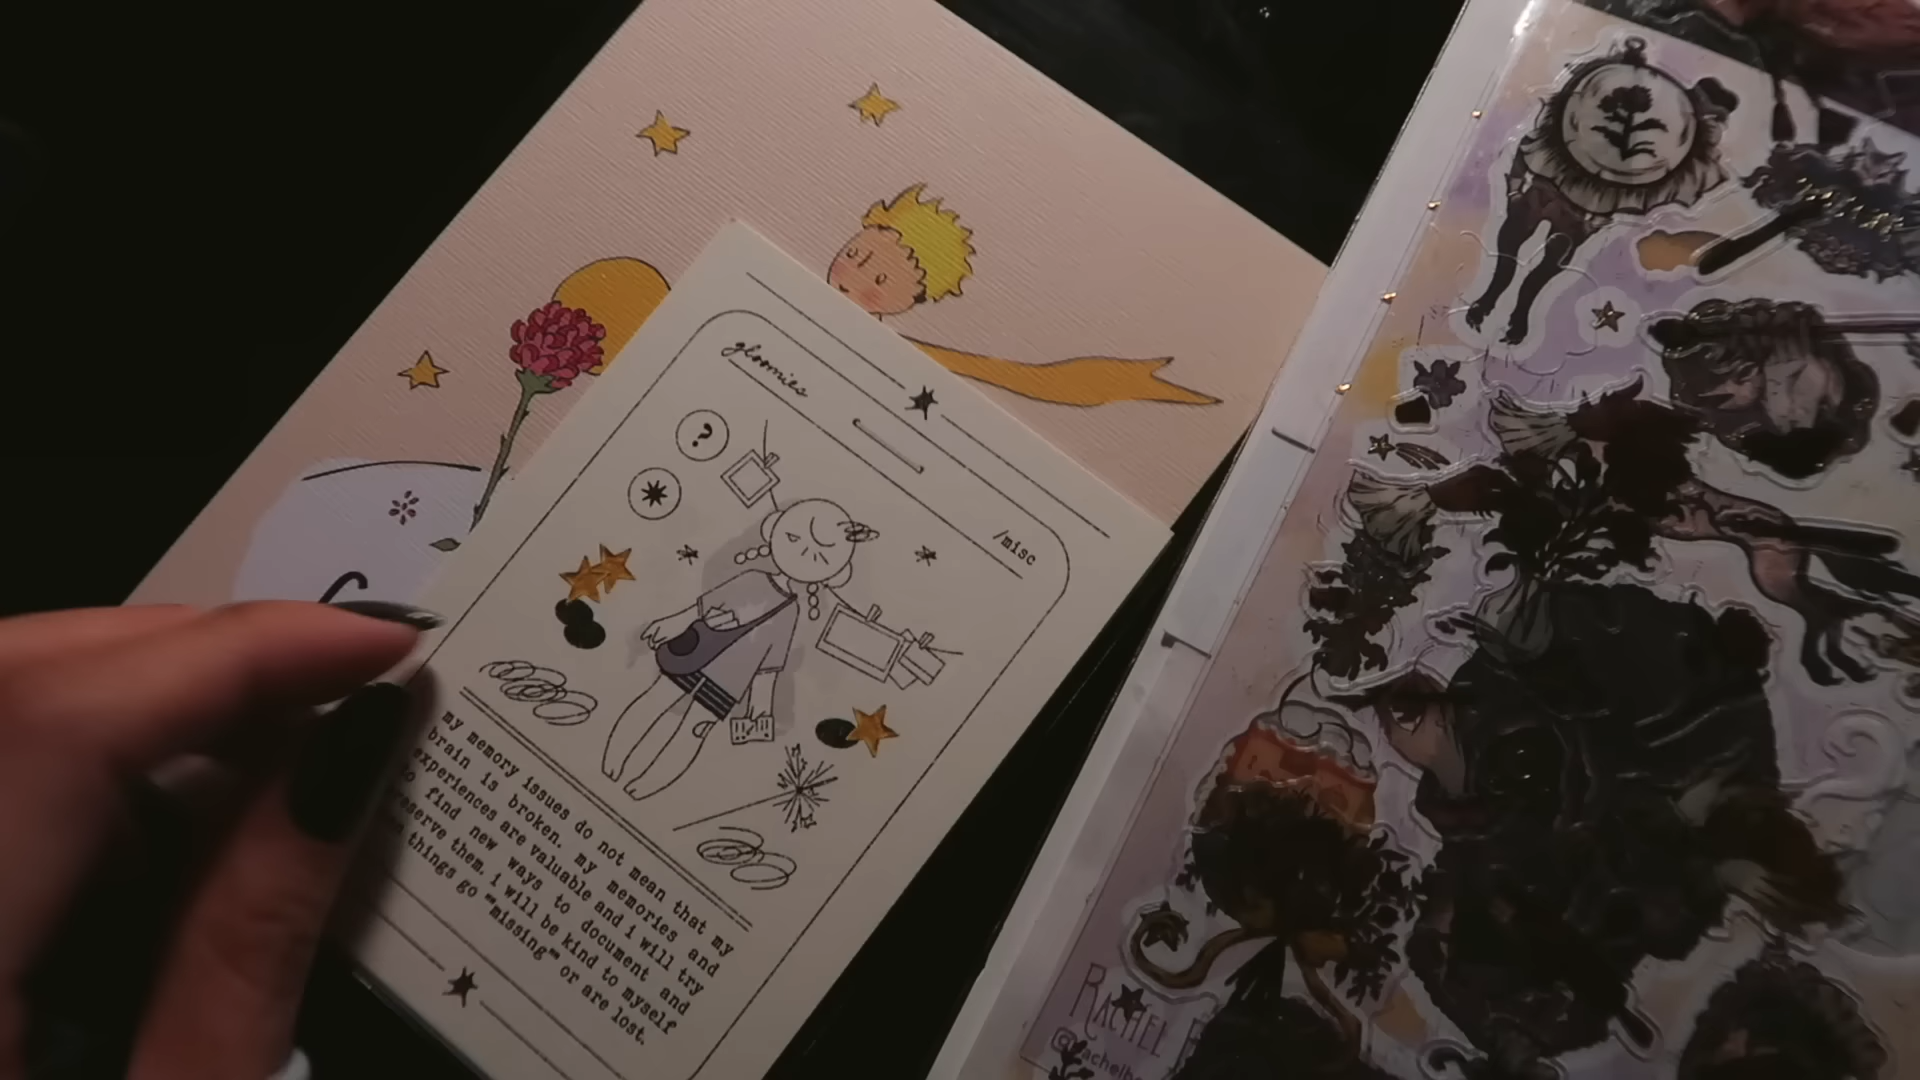 gloomies
?
/misc
my memory issues do not mean that my
brain is broken. my memories and
experiences are valuable and i will try
to find new ways to document and
preserve them. i will be kind to myself
things go ""missing"" or are lost.
RACHEL